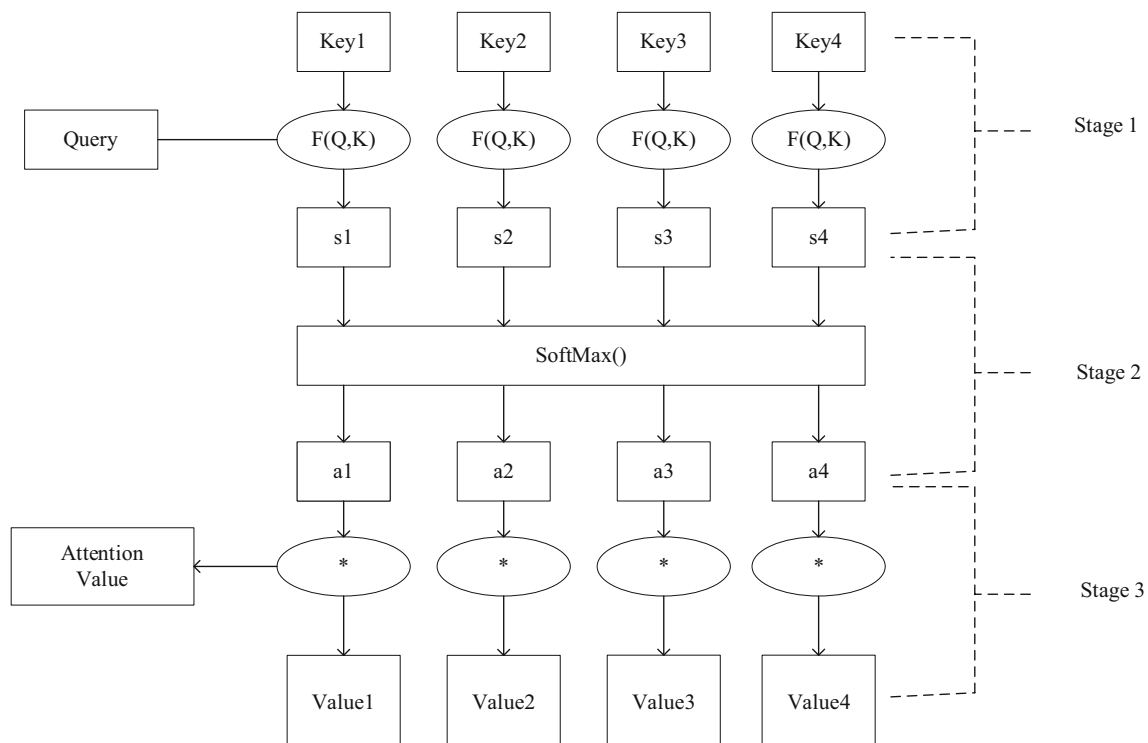 Key1 Key2 Key3 Key4
Query F(Q,K) F(Q,K) F(Q,K) F(Q,K) Stage 1
s1 s2 s3 s4
SoftMax() Stage 2
a1 a2 a3 a4
Attention
Value
* * * *
Stage 3
Value1 Value2 Value3 Value4